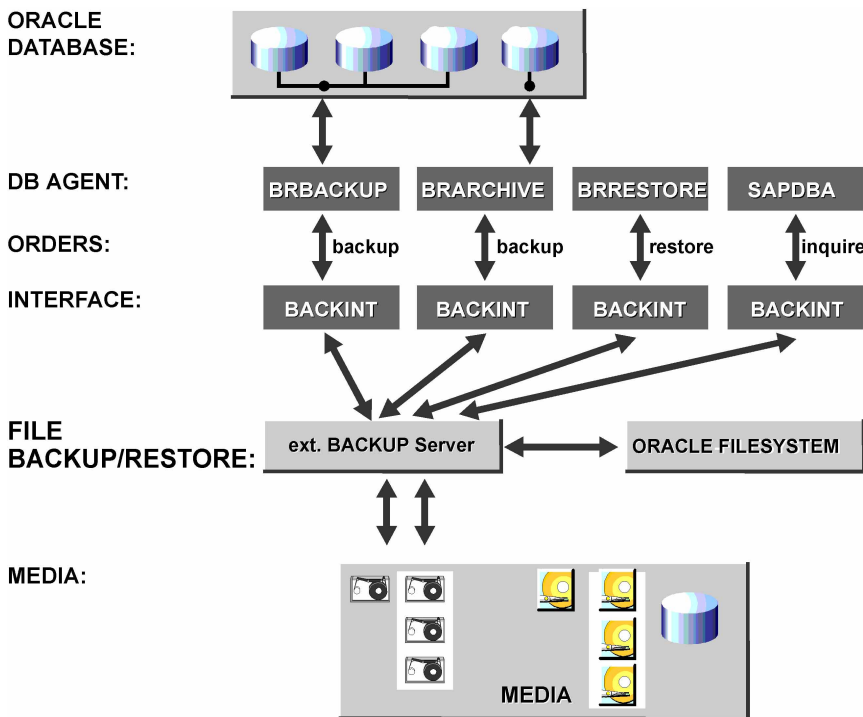 ORACLE
DATABASE:
DB AGENT:
BRBACKUP
BRARCHIVE
BRRESTORE
SAPDBA
ORDERS:
backup
backup
restore
inquire
INTERFACE:
BACKINT
BACKINT
BACKINT
BACKINT
FILE
BACKUP/RESTORE:
ext. BACKUP Server
ORACLE FILESYSTEM
MEDIA:
MEDIA